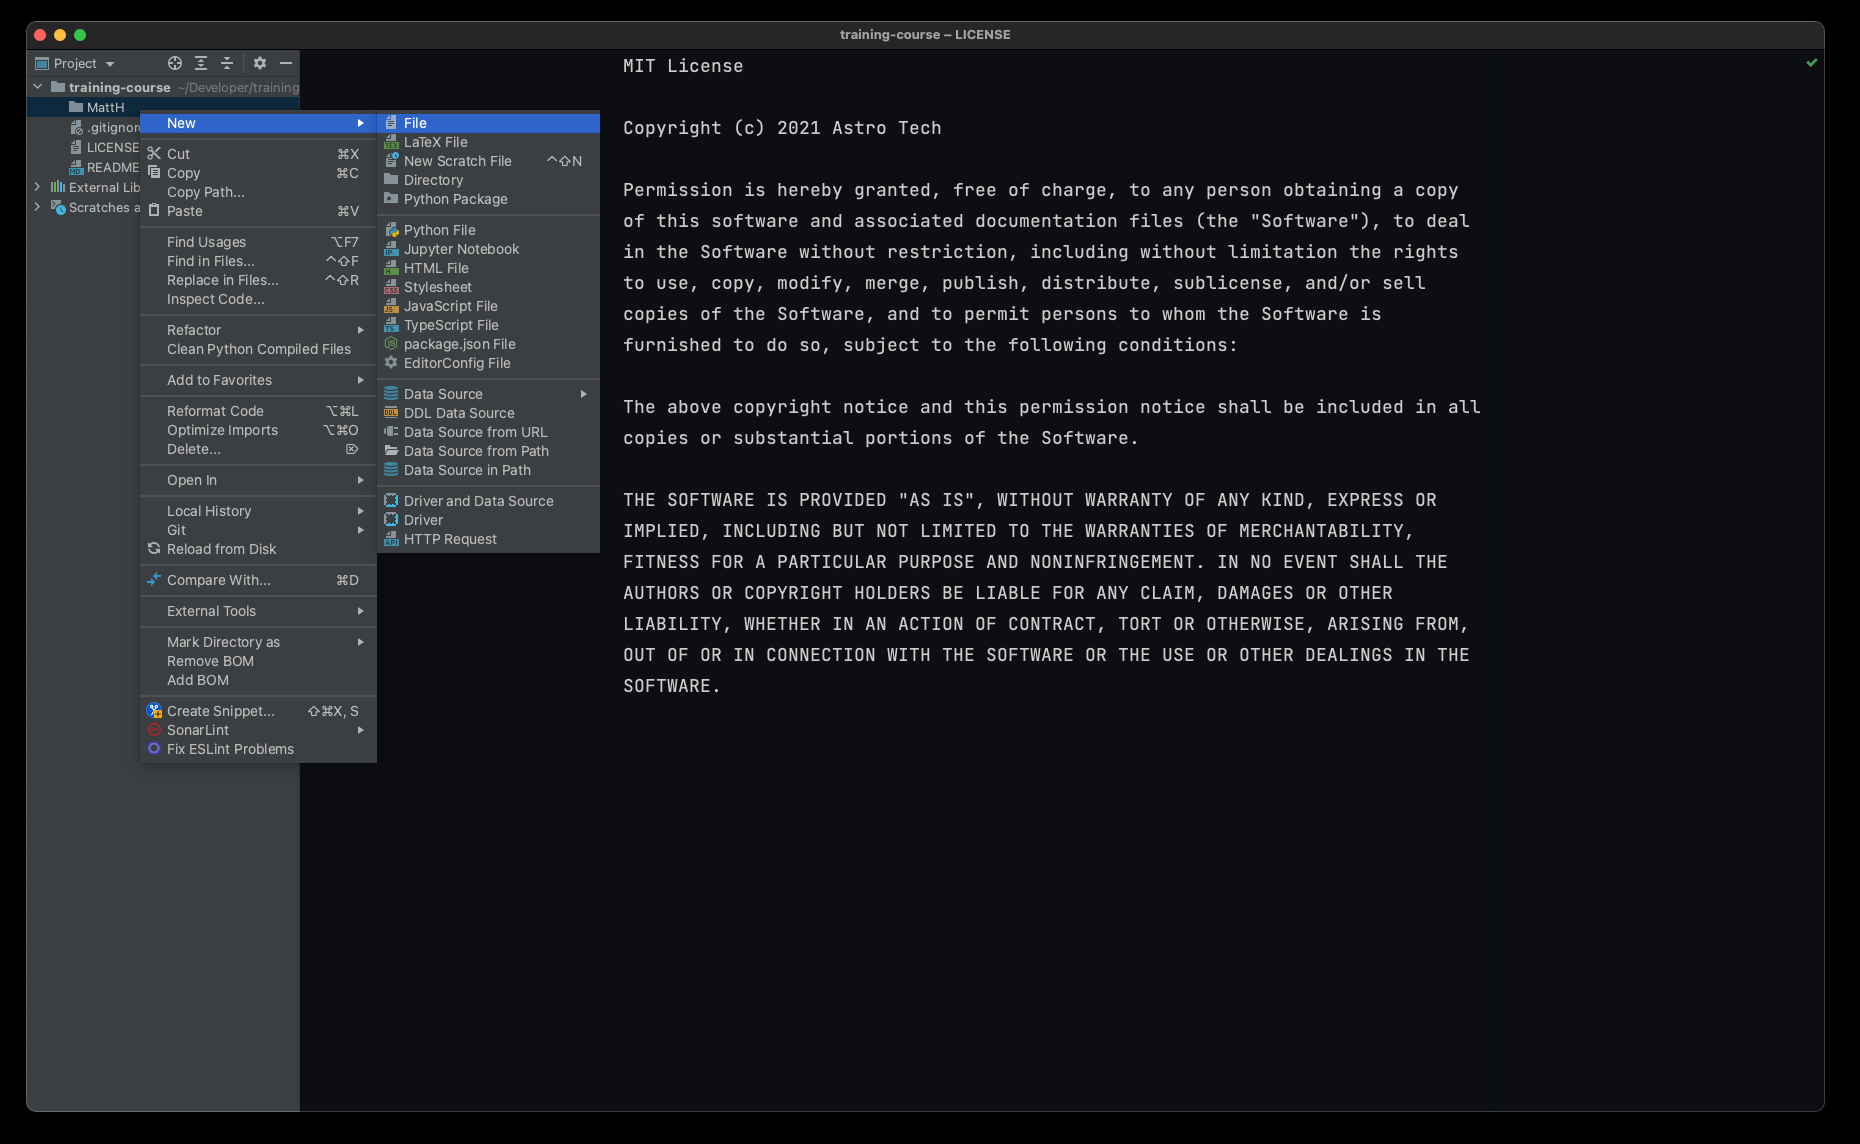 training-course – LICENSE
Project
training-course ~/Developer/training
MattH
.gitignor
LICENSE
README
External Lib
Scratches a
New
Cut ⌘X
Copy ⌘C
Copy Path...
Paste ⌘V
Find Usages ⌥F7
Find in Files... ^⇧F
Replace in Files... ^⇧R
Inspect Code...
Refactor
Clean Python Compiled Files
Add to Favorites
Reformat Code ⌥⌘L
Optimize Imports ⌥⌘O
Delete... ⌦
Open In
Local History
Git
Reload from Disk
Compare With... ⌘D
External Tools
Mark Directory as
Remove BOM
Add BOM
Create Snippet... ⇧⌘X, S
SonarLint
Fix ESLint Problems
File
LaTeX File
New Scratch File ^⇧N
Directory
Python Package
Python File
Jupyter Notebook
HTML File
Stylesheet
JavaScript File
TypeScript File
package.json File
EditorConfig File
Data Source
DDL Data Source
Data Source from URL
Data Source from Path
Data Source in Path
Driver and Data Source
Driver
HTTP Request
MIT License
Copyright (c) 2021 Astro Tech
Permission is hereby granted, free of charge, to any person obtaining a copy
of this software and associated documentation files (the "Software"), to deal
in the Software without restriction, including without limitation the rights
to use, copy, modify, merge, publish, distribute, sublicense, and/or sell
copies of the Software, and to permit persons to whom the Software is
furnished to do so, subject to the following conditions:
The above copyright notice and this permission notice shall be included in all
copies or substantial portions of the Software.
THE SOFTWARE IS PROVIDED "AS IS", WITHOUT WARRANTY OF ANY KIND, EXPRESS OR
IMPLIED, INCLUDING BUT NOT LIMITED TO THE WARRANTIES OF MERCHANTABILITY,
FITNESS FOR A PARTICULAR PURPOSE AND NONINFRINGEMENT. IN NO EVENT SHALL THE
AUTHORS OR COPYRIGHT HOLDERS BE LIABLE FOR ANY CLAIM, DAMAGES OR OTHER
LIABILITY, WHETHER IN AN ACTION OF CONTRACT, TORT OR OTHERWISE, ARISING FROM,
OUT OF OR IN CONNECTION WITH THE SOFTWARE OR THE USE OR OTHER DEALINGS IN THE
SOFTWARE.